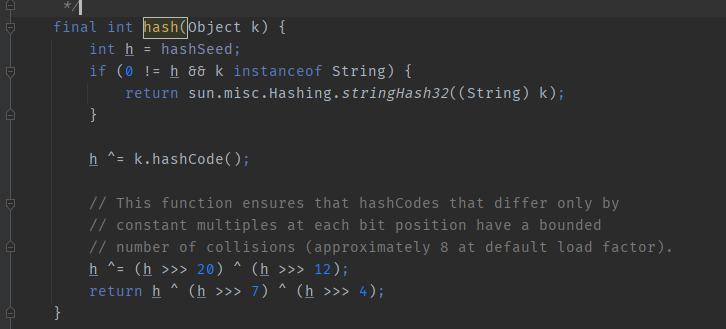 */
final int hash(Object k) {
    int h = hashSeed;
    if (0 != h && k instanceof String) {
        return sun.misc.Hashing.stringHash32((String) k);
    }

    h ^= k.hashCode();

    // This function ensures that hashCodes that differ only by
    // constant multiples at each bit position have a bounded
    // number of collisions (approximately 8 at default load factor).
    h ^= (h >>> 20) ^ (h >>> 12);
    return h ^ (h >>> 7) ^ (h >>> 4);
}